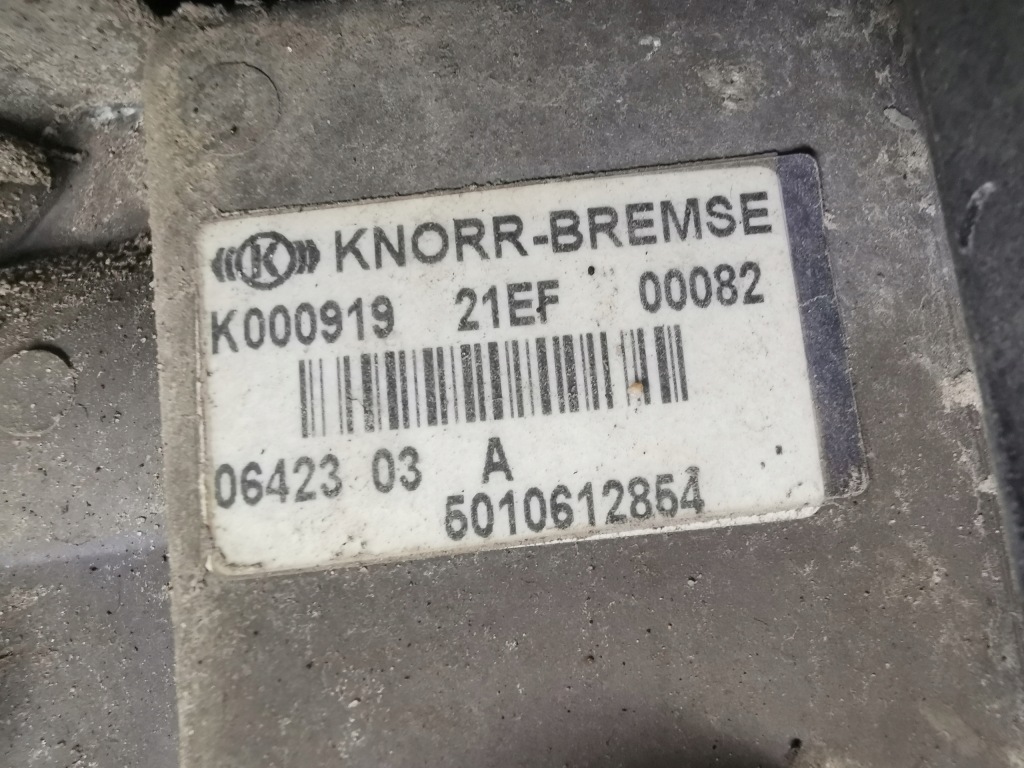 K KNORR-BREMSE
K000919 21EF 00082
06423 03 A
5010612854